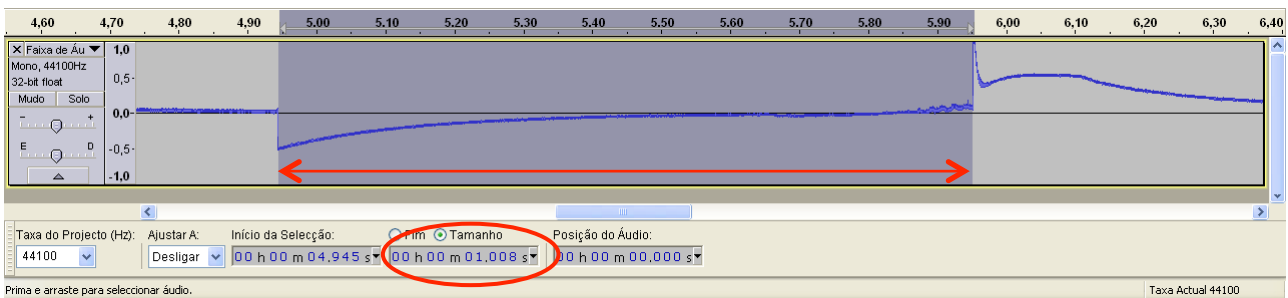 4,60 4,70 4,80 4,90 5,00 5,10 5,20 5,30 5,40 5,50 5,60 5,70 5,80 5,90 6,00 6,10 6,20 6,30 6,40
X Faixa de Áu 1,0
Mono, 44100Hz
32-bit float 0,5
Mudo Solo
- + 0,0
E D -0,5
-1,0
Taxa do Projecto (Hz): Ajustar A: Início da Selecção: Fim Tamanho Posição do Áudio:
44100 Desligar 00 h 00 m 04,945 s 00 h 00 m 01,008 s 00 h 00 m 00,000 s
Prima e arraste para seleccionar áudio. Taxa Actual 44100